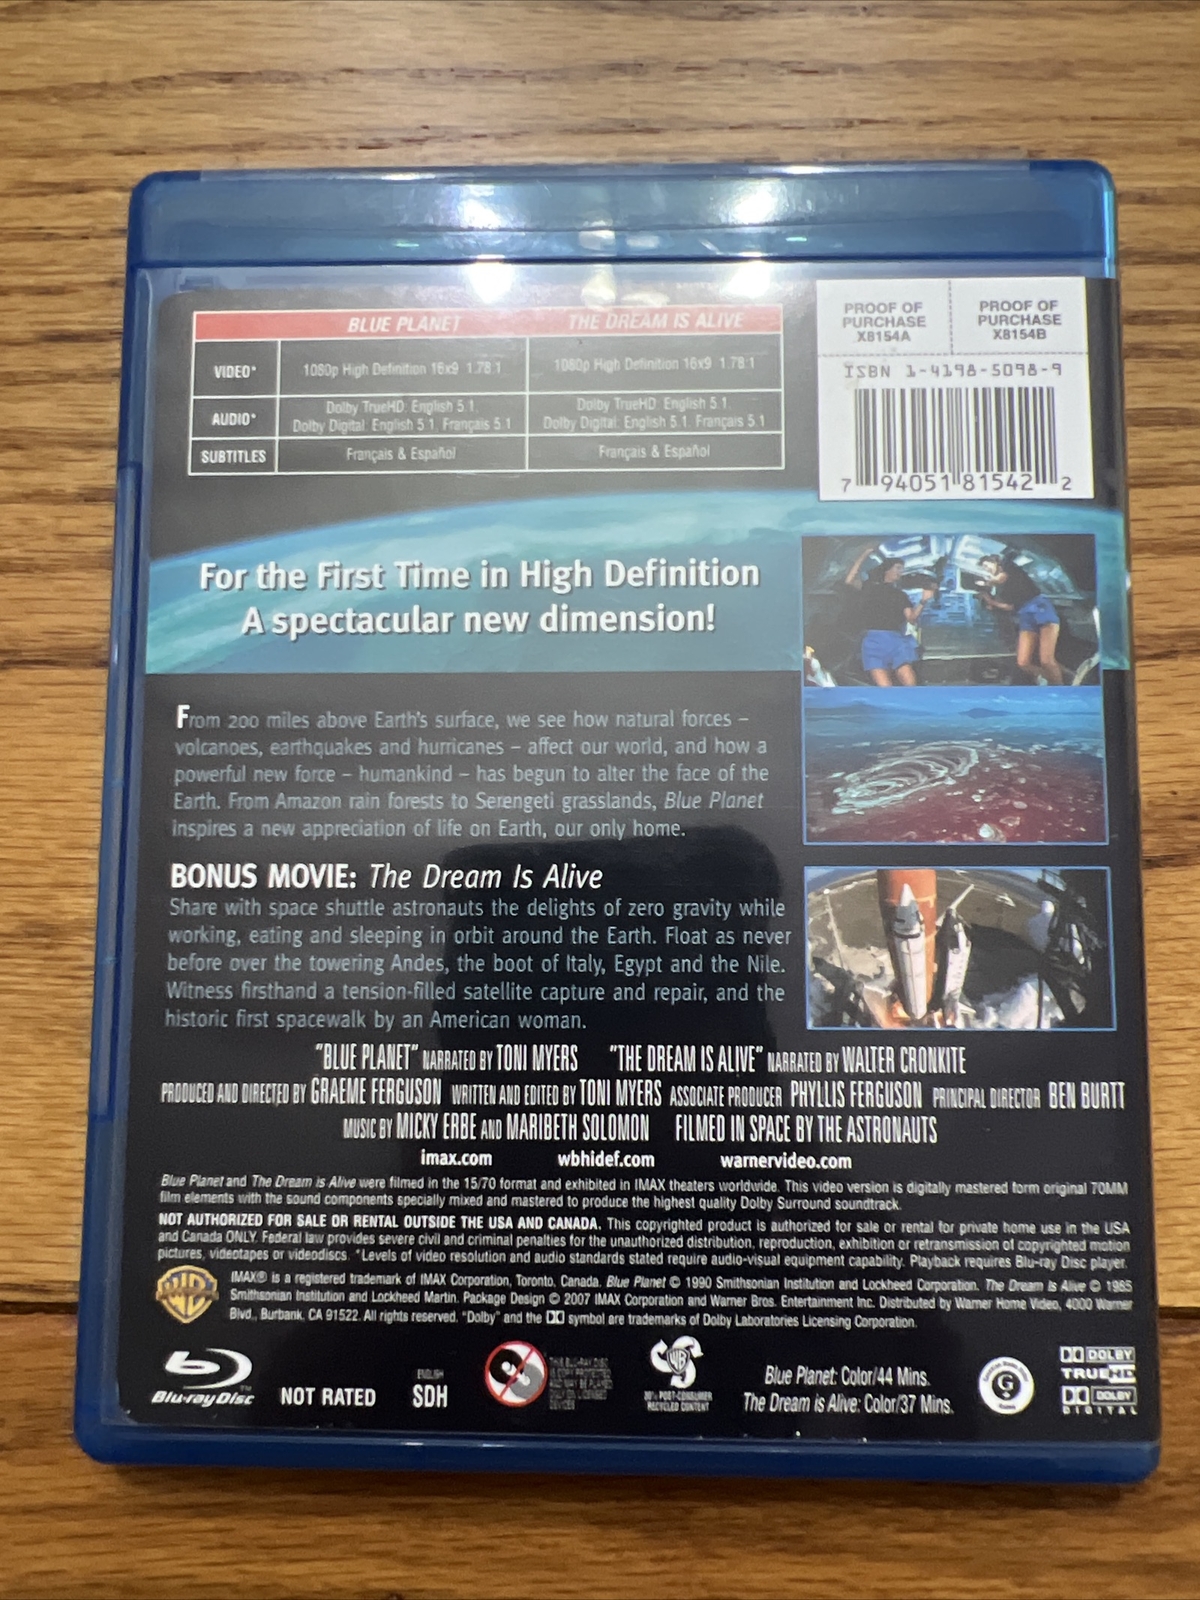 BLUE PLANET THE DREAM IS ALIVE
VIDEO* 1080p High Definition 16x9 1.78:1 1080p High Definition 16x9 1.78:1
AUDIO* Dolby TrueHD: English 5.1 Dolby TrueHD: English 5.1
Dolby Digital: English 5.1, Français 5.1 Dolby Digital: English 5.1, Français 5.1
SUBTITLES Français & Español Français & Español
PROOF OF PURCHASE X8154A
PROOF OF PURCHASE X8154B
ISBN 1-4198-5098-9
7 94051 81542 2
For the First Time in High Definition
A spectacular new dimension!
From 200 miles above Earth's surface, we see how natural forces –
volcanoes, earthquakes and hurricanes – affect our world, and how a
powerful new force – humankind – has begun to alter the face of the
Earth. From Amazon rain forests to Serengeti grasslands, Blue Planet
inspires a new appreciation of life on Earth, our only home.
BONUS MOVIE: The Dream Is Alive
Share with space shuttle astronauts the delights of zero gravity while
working, eating and sleeping in orbit around the Earth. Float as never
before over the towering Andes, the boot of Italy, Egypt and the Nile.
Witness firsthand a tension-filled satellite capture and repair, and the
historic first spacewalk by an American woman.
"BLUE PLANET" NARRATED BY TONI MYERS "THE DREAM IS ALIVE" NARRATED BY WALTER CRONKITE
PRODUCED AND DIRECTED BY GRAEME FERGUSON WRITTEN AND EDITED BY TONI MYERS ASSOCIATE PRODUCER PHYLLIS FERGUSON PRINCIPAL DIRECTOR BEN BURTT
MUSIC BY MICKY ERBE AND MARIBETH SOLOMON FILMED IN SPACE BY THE ASTRONAUTS
imax.com wbhidef.com warnervideo.com
Blue Planet and The Dream is Alive were filmed in the 15/70 format and exhibited in IMAX theaters worldwide. This video version is digitally mastered form original 70MM
film elements with the sound components specially mixed and mastered to produce the highest quality Dolby Surround soundtrack.
NOT AUTHORIZED FOR SALE OR RENTAL OUTSIDE THE USA AND CANADA. This copyrighted product is authorized for sale or rental for private home use in the USA
and Canada ONLY. Federal law provides severe civil and criminal penalties for the unauthorized distribution, reproduction, exhibition or retransmission of copyrighted motion
pictures, videotapes or videodiscs. *Levels of video resolution and audio standards stated require audio-visual equipment capability. Playback requires Blu-ray Disc player.
IMAX® is a registered trademark of IMAX Corporation, Toronto, Canada. Blue Planet © 1990 Smithsonian Institution and Lockheed Corporation. The Dream is Alive © 1985
Smithsonian Institution and Lockheed Martin. Package Design © 2007 IMAX Corporation and Warner Bros. Entertainment Inc. Distributed by Warner Home Video, 4000 Warner
Blvd., Burbank, CA 91522. All rights reserved. "Dolby" and the DD symbol are trademarks of Dolby Laboratories Licensing Corporation.
Blu-ray Disc™
NOT RATED
ENGLISH
SDH
THIS BLU-RAY DISC
IS COPY PROTECTED
WB
20% POST-CONSUMER
RECYCLED CONTENT
Blue Planet: Color/44 Mins.
The Dream is Alive: Color/37 Mins.
G
DOLBY
TRUEHD
DOLBY
DIGITAL